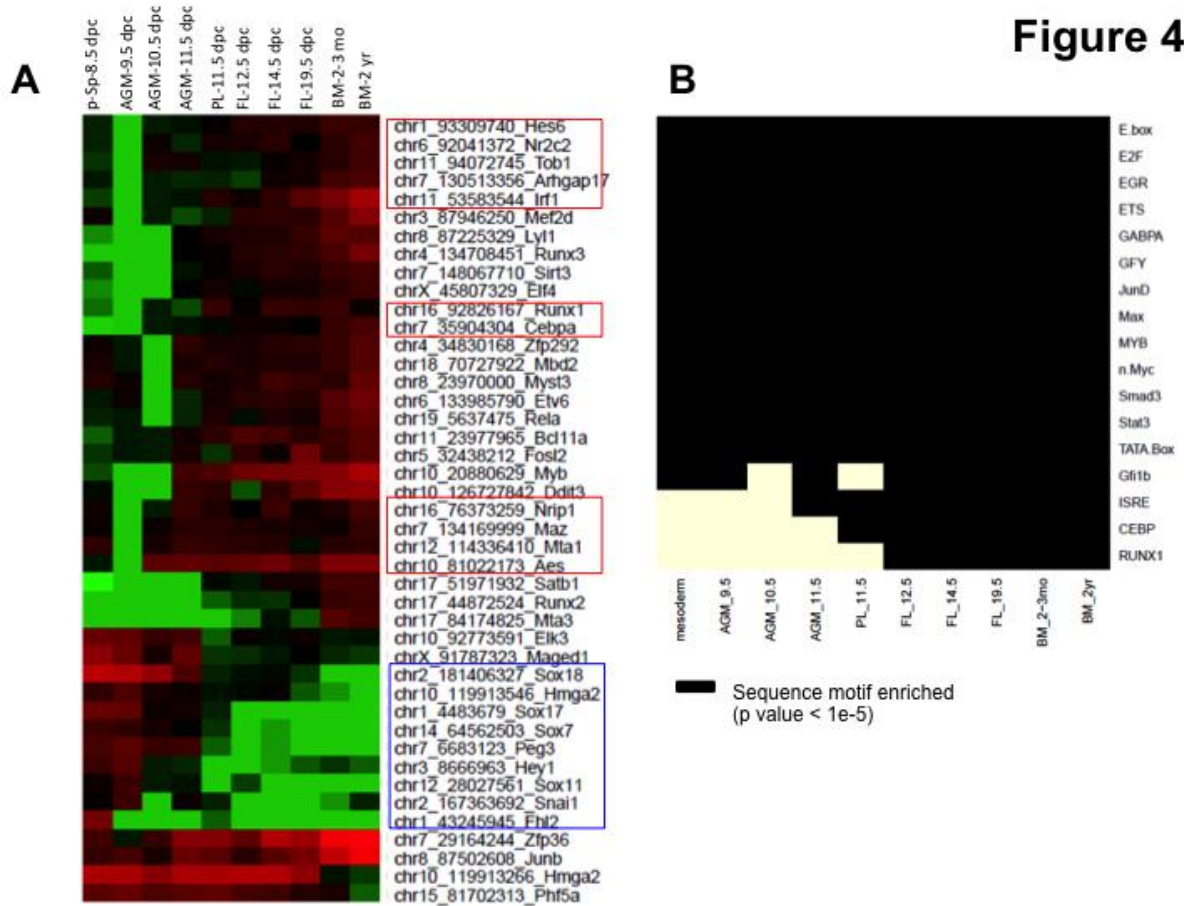 Figure 4
A
p-Sp-8.5 dpc
AGM-9.5 dpc
AGM-10.5 dpc
AGM-11.5 dpc
PL-11.5 dpc
FL-12.5 dpc
FL-14.5 dpc
FL-19.5 dpc
BM-2-3 mo
BM-2 yr
chr1_93309740_Hes6
chr6_92041372_Nr2c2
chr11_94072745_Tob1
chr7_130513356_Arhgap17
chr11_53583544_Irf1
chr3_87946250_Mef2d
chr8_87225329_Lyl1
chr4_134708451_Runx3
chr7_148067710_Sirt3
chrX_45807329_Elf4
chr16_92826167_Runx1
chr7_35904304_Cebpa
chr4_34830168_Zfp292
chr18_70727922_Mbd2
chr8_23970000_Myst3
chr6_133985790_Etv6
chr19_5637475_Rela
chr11_23977965_Bcl11a
chr5_32438212_Fosl2
chr10_20880629_Myb
chr10_126727842_Ddit3
chr16_76373259_Nrip1
chr7_134169999_Maz
chr12_114336410_Mta1
chr10_81022173_Aes
chr17_51971932_Satb1
chr17_44872524_Runx2
chr17_84174825_Mta3
chr10_92773591_Elk3
chrX_91787323_Maged1
chr2_181406327_Sox18
chr10_119913546_Hmga2
chr1_4483679_Sox17
chr14_64562503_Sox7
chr7_6683123_Peg3
chr3_8666963_Hey1
chr12_28027561_Sox11
chr2_167363692_Snai1
chr1_43245945_Fhl2
chr7_29164244_Zfp36
chr8_87502608_Junb
chr10_119913266_Hmga2
chr15_81702313_Phf5a
B
E.box
E2F
EGR
ETS
GABPA
GFY
JunD
Max
MYB
n.Myc
Smad3
Stat3
TATA.Box
Gfi1b
ISRE
CEBP
RUNX1
mesoderm
AGM_9.5
AGM_10.5
AGM_11.5
PL_11.5
FL_12.5
FL_14.5
FL_19.5
BM_2-3mo
BM_2yr
Sequence motif enriched
(p value < 1e-5)